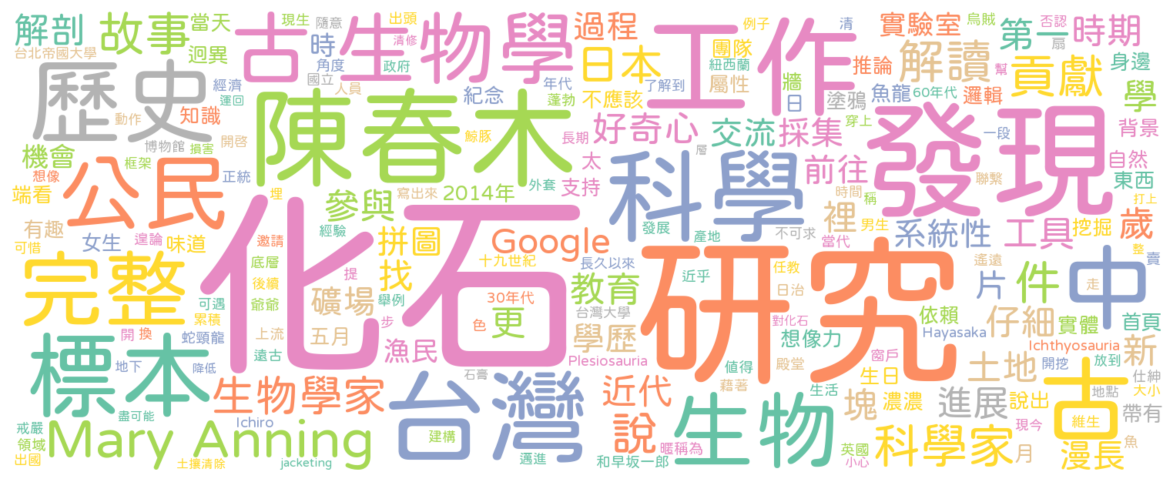 解剖
故事
當天
迥異
台北帝國大學
古生物學
現生
出頭
清修
政府
隨意
時
角度
國立
人員
過程
日本
例子
團隊
紐西蘭
不應該
屬性
工作
牆
日
了解到
清
推論
烏賊
否認
扇
幫
實驗室
解讀
塗鴉
魚龍
第一
60年代
邏輯
貢獻
時期
身邊
學
背景
歷史
經濟
運回
知識
動作
開啓
博物館
損害
機會
框架
想像
正統
端看
陳春木
紀念
年代
蓬勃
鯨豚
長期
好奇心
太
支持
層
交流
採集
穿上
前往
一段
發現
自然
聯繫
東西
打上
公民
有趣
女生
可惜
遑論
味道
埋
邀請
底層
後續
爺爺
參與
經驗
寫出來
2014年
外套
拼圖
找
提
舉例
步
化石
十九世紀
Google
長久以來
30年代
色
更
科學
發展
產地
不可求
近乎
教育
台灣大學
任教
日治
裡
時間
當代
稱
男生
系統性
遙遠
工具
挖掘
歲
整
賣
完整
可遇
累積
開
換
蛇頸龍
上流
遠古
地下
降低
礦場
五月
漁民
學歷
Plesiosauria
研究
對化石
想像力
值得
殿堂
窗戶
藉著
片
件
中
走
依賴
Hayasaka
仔細
實體
首頁
Ichthyosauria
新
開挖
放到
仕紳
大小
標本
盡可能
生物學家
石膏
台灣
近代
說
生物
生活
生日
塊
濃濃
土地
進展
說出
古
地點
維生
帶有
戒嚴
領域
出國
Mary Anning
Ichiro
土壤清除
jacketing
建構
邁進
和早坂一郎
暱稱為
英國
小心
科學家
月
現今
漫長
魚